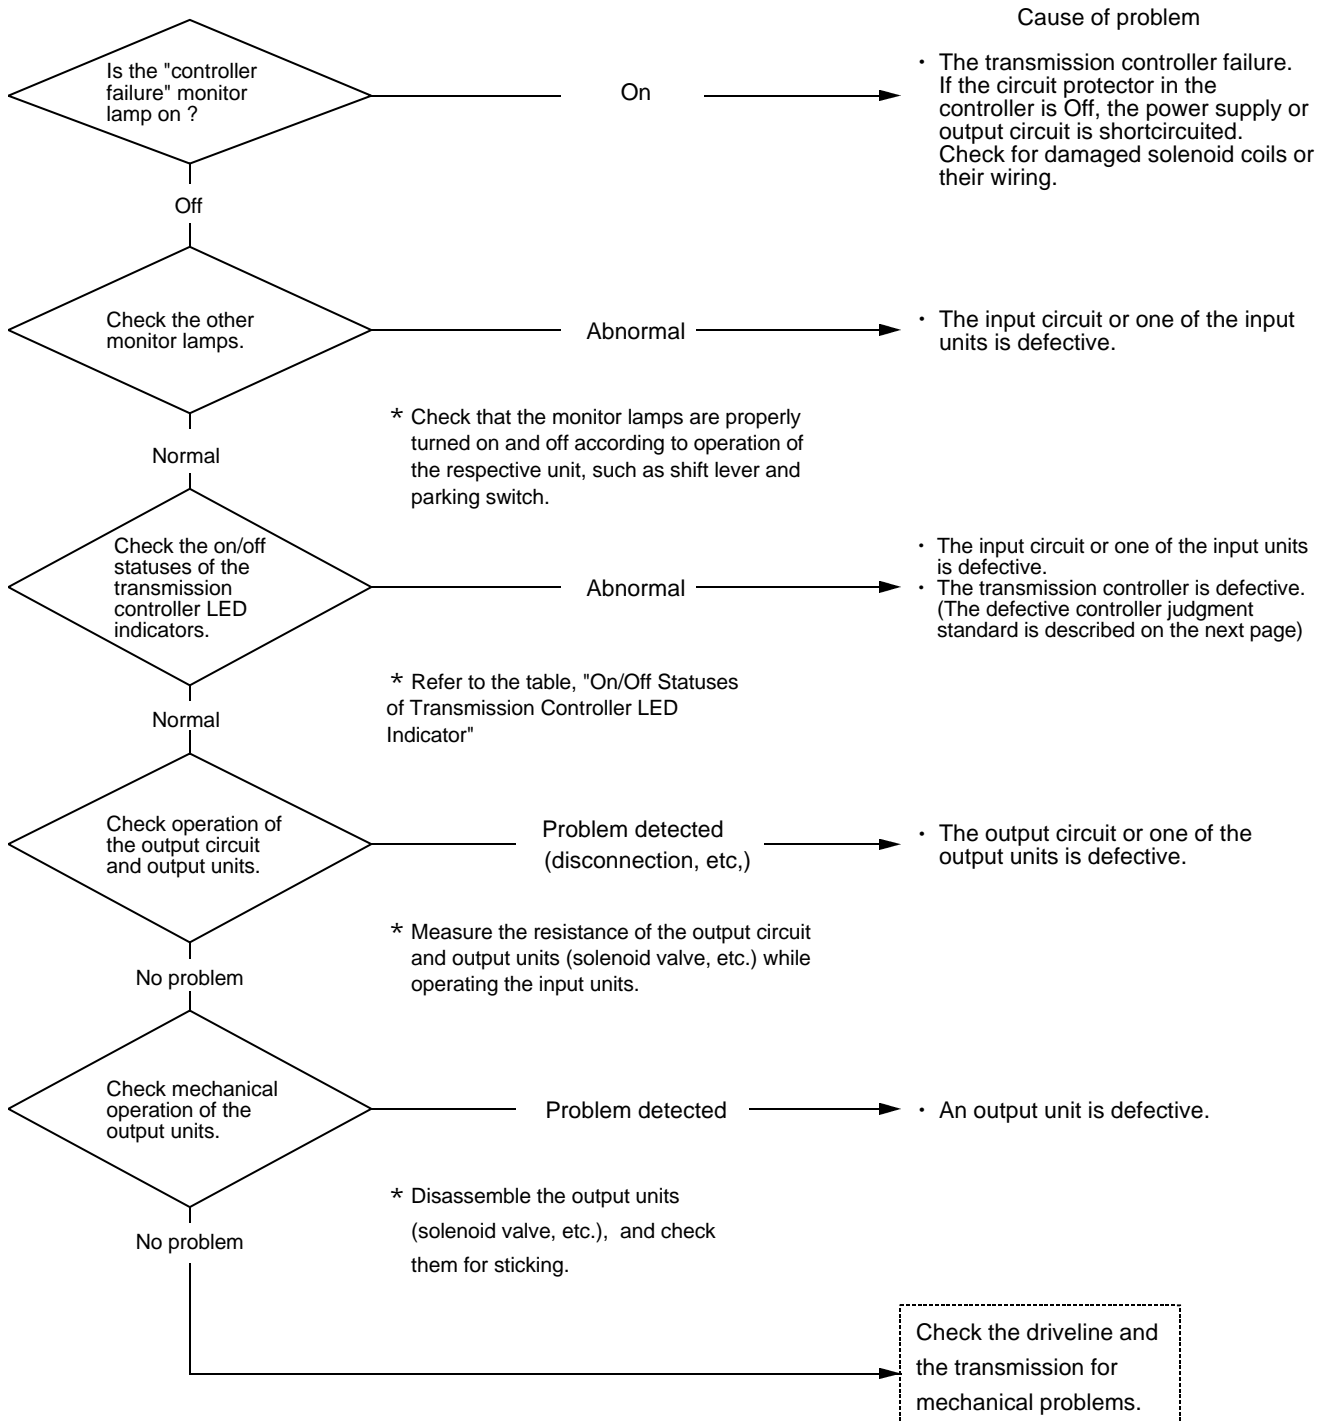 Cause of problem
Is the "controller
failure" monitor
lamp on ?
On
・ The transmission controller failure.
If the circuit protector in the
controller is Off, the power supply or
output circuit is shortcircuited.
Check for damaged solenoid coils or
their wiring.
Off
Check the other
monitor lamps.
Abnormal
・ The input circuit or one of the input
units is defective.
* Check that the monitor lamps are properly
turned on and off according to operation of
the respective unit, such as shift lever and
parking switch.
Normal
Check the on/off
statuses of the
transmission
controller LED
indicators.
Abnormal
・ The input circuit or one of the input units
is defective.
・ The transmission controller is defective.
(The defective controller judgment
standard is described on the next page)
* Refer to the table, "On/Off Statuses
of Transmission Controller LED
Indicator"
Normal
Check operation of
the output circuit
and output units.
Problem detected
(disconnection, etc,)
・ The output circuit or one of the
output units is defective.
* Measure the resistance of the output circuit
and output units (solenoid valve, etc.) while
operating the input units.
No problem
Check mechanical
operation of the
output units.
Problem detected
・ An output unit is defective.
* Disassemble the output units
(solenoid valve, etc.), and check
them for sticking.
No problem
Check the driveline and
the transmission for
mechanical problems.